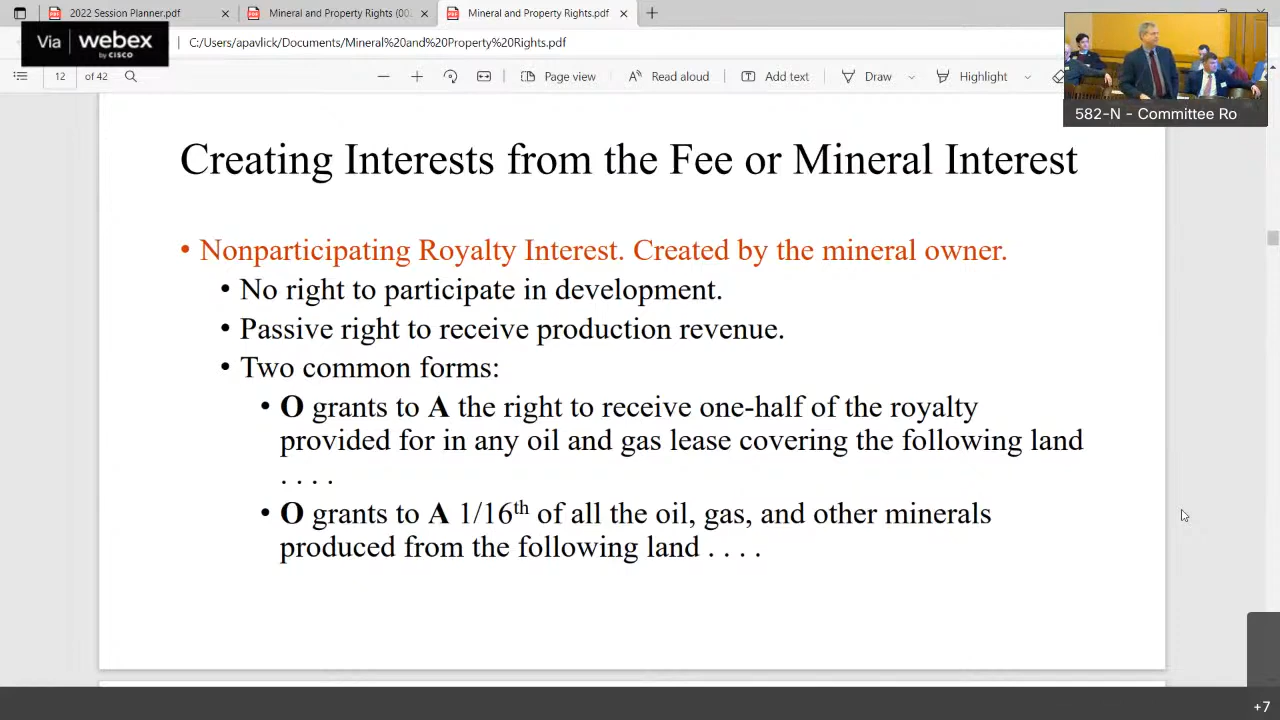 2022 Session Planner.pdf
Mineral and Property Rights (00.
Mineral and Property Rights.pdf
Via webex
by CISCO
C:/Users/apavlick/Documents/Mineral%20and%20Property%20Rights.pdf
12 of 42
Page view
Read aloud
Add text
Draw
Highlight
582-N - Committee Ro
Creating Interests from the Fee or Mineral Interest
• Nonparticipating Royalty Interest. Created by the mineral owner.
• No right to participate in development.
• Passive right to receive production revenue.
• Two common forms:
• O grants to A the right to receive one-half of the royalty
provided for in any oil and gas lease covering the following land
. . . .
• O grants to A 1/16th of all the oil, gas, and other minerals
produced from the following land . . . .
+7